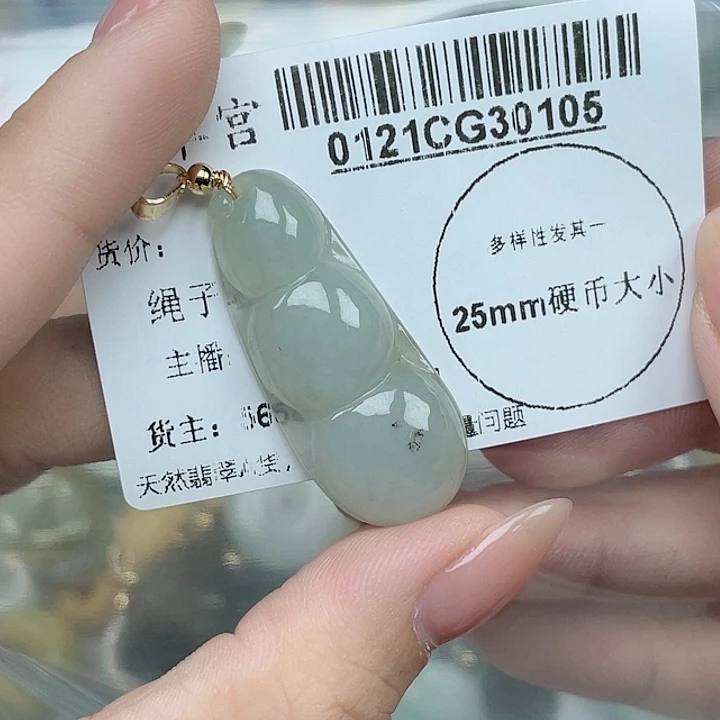 宫
0121CG30105
货价：
多样性发其一
25mm硬币大小
绳子
主播：
货主：
量问题
天然翡翠